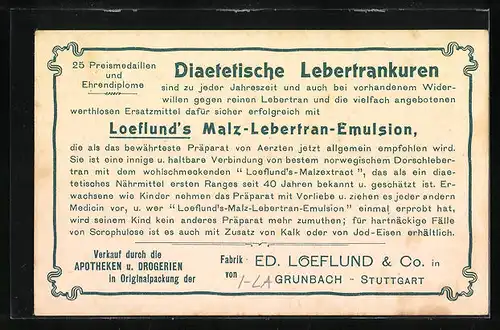 25 Preismedaillen
und
Ehrendiplome
Diaetetische Lebertrankuren
sind zu jeder Jahreszeit und auch bei vorhandenem Wider-
willen gegen reinen Lebertran und die vielfach angebotenen
werthlosen Ersatzmittel dafür sicher erfolgreich mit
Loeflund's Malz-Lebertran-Emulsion,
die als das bewährteste Präparat von Aerzten jetzt allgemein empfohlen wird.
Sie ist eine innige u. haltbare Verbindung von bestem norwegischem Dorschleber-
tran mit dem wohlschmeckenden "Loeflund's-Malzextract", das als ein diae-
tetisches Nährmittel ersten Ranges seit 40 Jahren bekannt u. geschätzt ist. Er-
wachsene wie Kinder nehmen das Präparat mit Vorliebe u. ziehen es jeder andern
Medicin vor, u. wer "Loeflund's-Malz-Lebertran-Emulsion" einmal erprobt hat,
wird seinem Kind kein anderes Präparat mehr zumuthen; für hartnäckige Fälle
von Scrophulose ist es auch mit Zusatz von Kalk oder von Jod-Eisen erhältlich.
Verkauf durch die
APOTHEKEN u. DROGERIEN
in Originalpackung der
Fabrik von ED. LOEFLUND & Co. in
GRUNBACH - STUTTGART
1-LA